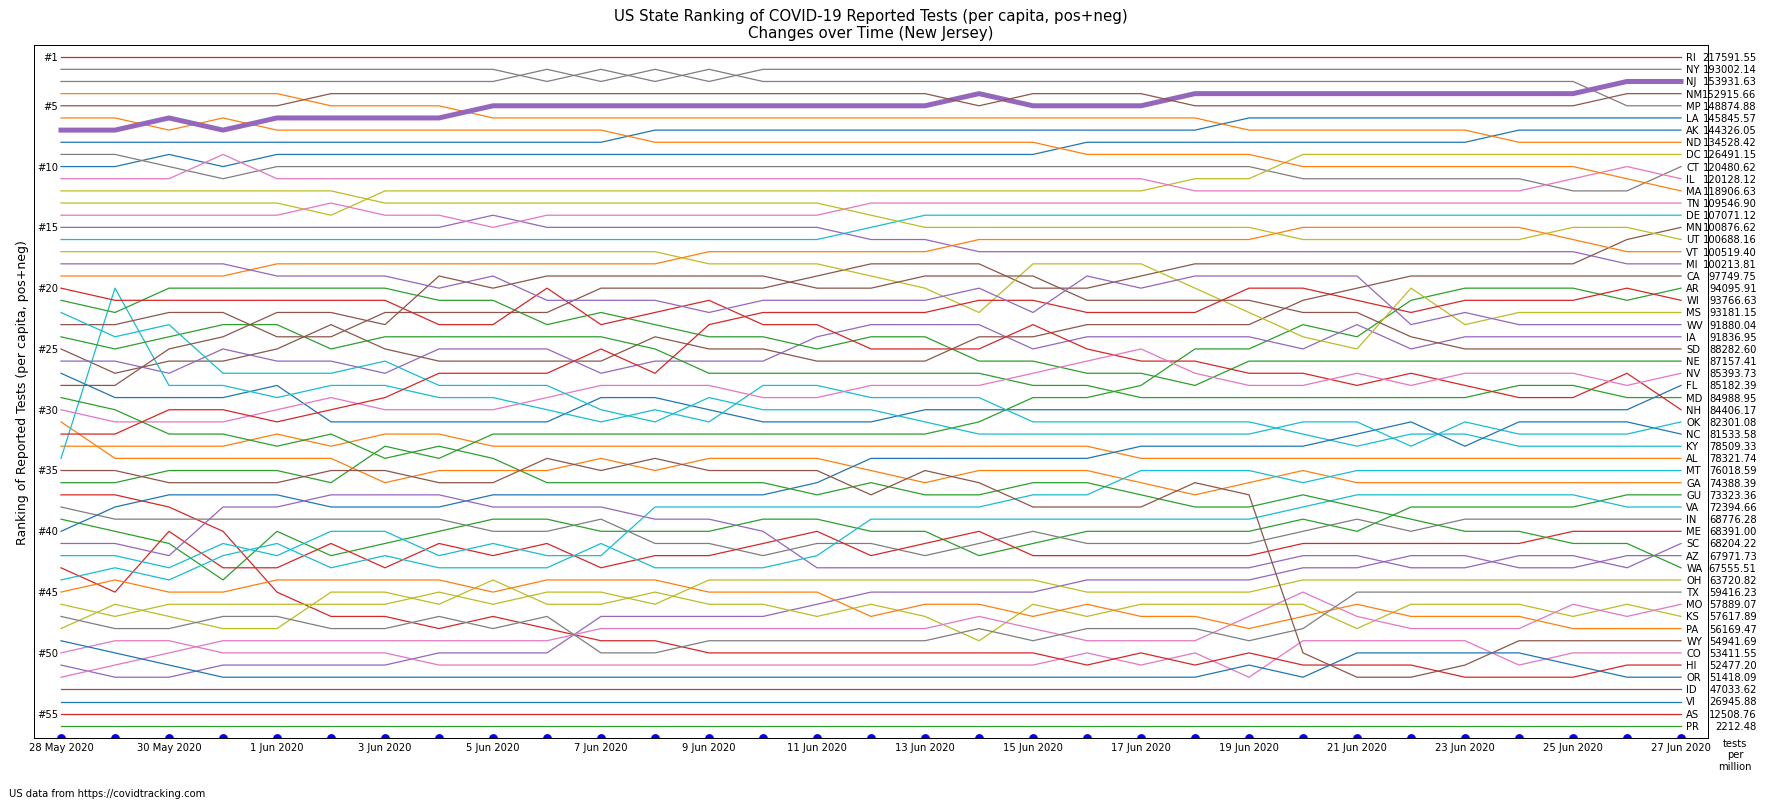 US State Ranking of COVID-19 Reported Tests (per capita, pos+neg)
Changes over Time (New Jersey)
Ranking of Reported Tests (per capita, pos+neg)
#1
#5
#10
#15
#20
#25
#30
#35
#40
#45
#50
#55
RI 217591.55
NY 193002.14
NJ 153931.63
NM 152915.66
MP 148874.88
LA 145845.57
AK 144326.05
ND 134528.42
DC 126491.15
CT 120480.62
IL 120128.12
MA 118906.63
TN 109546.90
DE 107071.12
MN 100876.62
UT 100688.16
VT 100519.40
MI 100213.81
CA 97749.75
AR 94095.91
WI 93766.63
MS 93181.15
WV 91880.04
IA 91836.95
SD 88282.60
NE 87157.41
NV 85393.73
FL 85182.39
MD 84988.95
NH 84406.17
OK 82301.08
NC 81533.58
KY 78509.33
AL 78321.74
MT 76018.59
GA 74388.39
GU 73323.36
VA 72394.66
IN 68776.28
ME 68391.00
SC 68204.22
AZ 67971.73
WA 67555.51
OH 63720.82
TX 59416.23
MO 57889.07
KS 57617.89
PA 56169.47
WY 54941.69
CO 53411.55
HI 52477.20
OR 51418.09
ID 47033.62
VI 26945.88
AS 12508.76
PR 2212.48
28 May 2020 30 May 2020 1 Jun 2020 3 Jun 2020 5 Jun 2020 7 Jun 2020 9 Jun 2020 11 Jun 2020 13 Jun 2020 15 Jun 2020 17 Jun 2020 19 Jun 2020 21 Jun 2020 23 Jun 2020 25 Jun 2020 27 Jun 2020
tests
per
million
US data from https://covidtracking.com